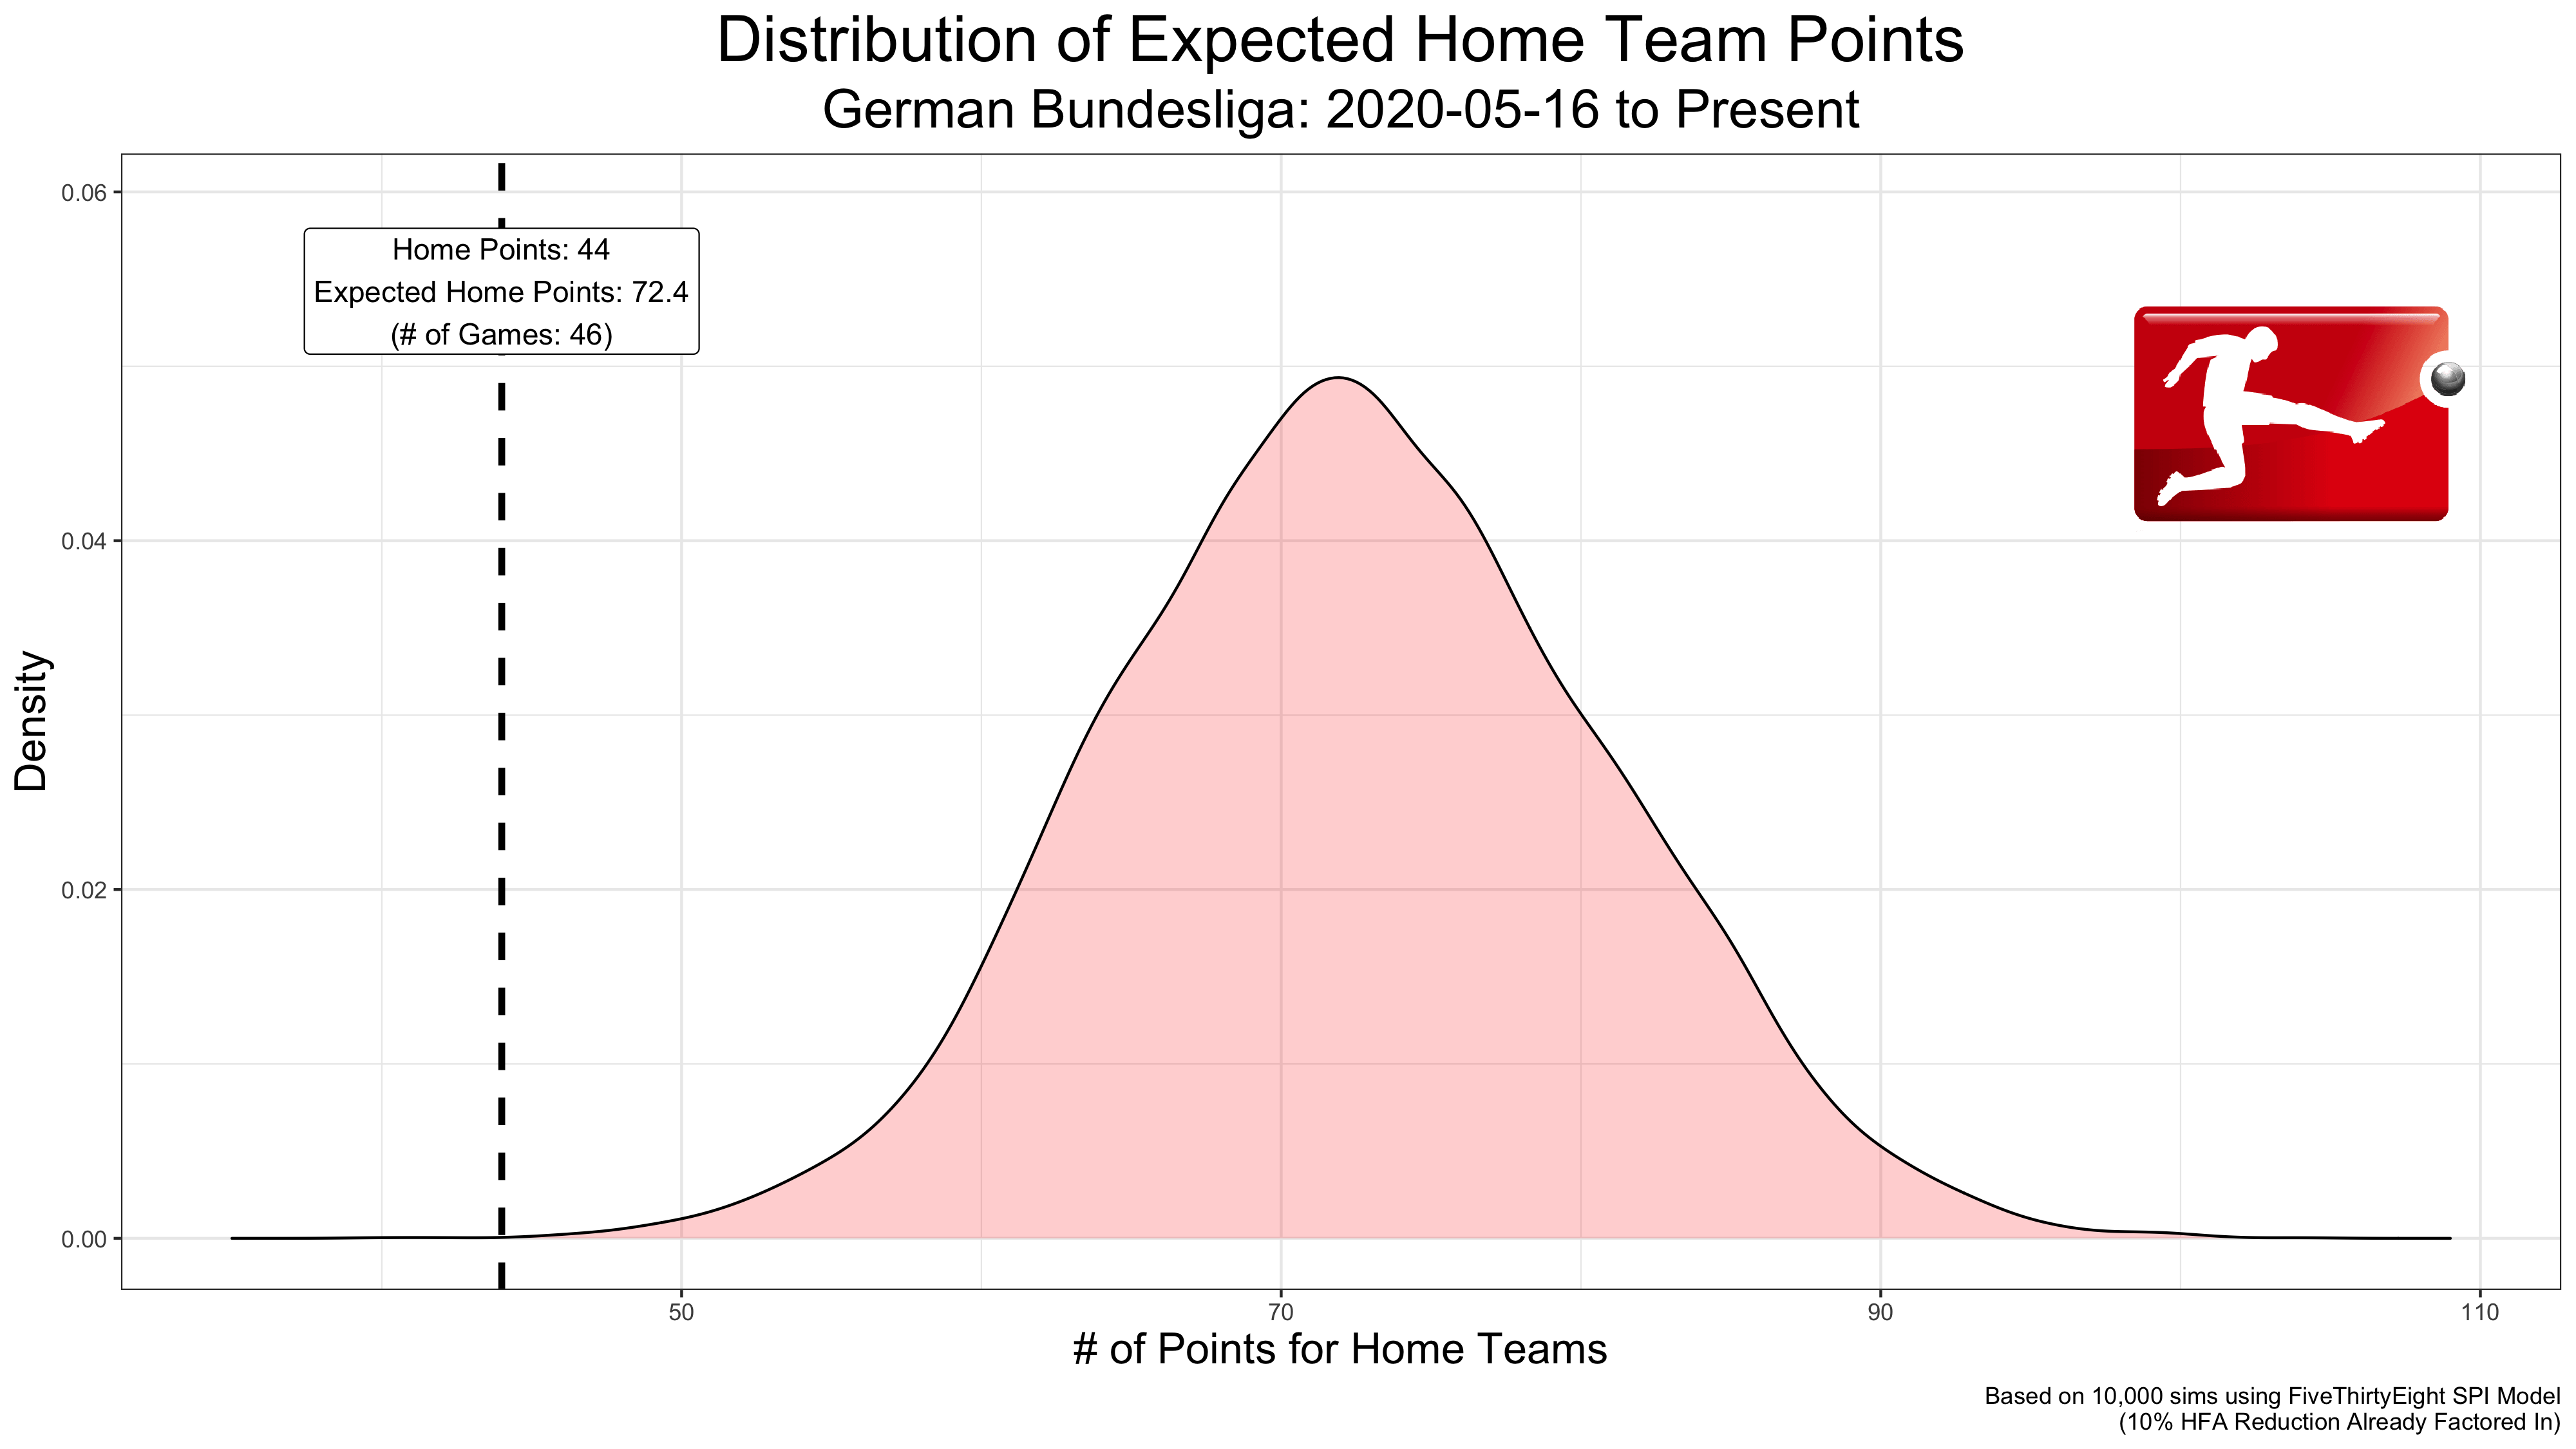 Distribution of Expected Home Team Points
German Bundesliga: 2020-05-16 to Present
0.06
Home Points: 44
Expected Home Points: 72.4
(# of Games: 46)
0.04
Density
0.02
0.00
50
70
90
110
# of Points for Home Teams
Based on 10,000 sims using FiveThirtyEight SPI Model
(10% HFA Reduction Already Factored In)